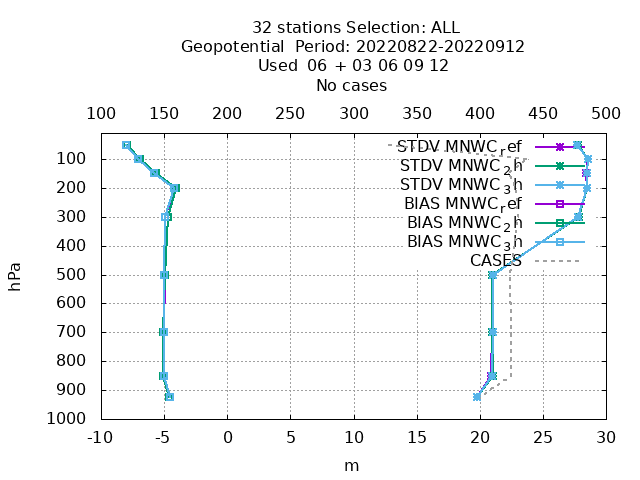 32 stations Selection: ALL
Geopotential  Period: 20220822-20220912
Used  06 + 03 06 09 12
No cases
100 150 200 250 300 350 400 450 500
STDV MNWC_ref
STDV MNWC_2h
STDV MNWC_3h
BIAS MNWC_ref
BIAS MNWC_2h
BIAS MNWC_3h
CASES
hPa
100
200
300
400
500
600
700
800
900
1000
-10 -5 0 5 10 15 20 25 30
m